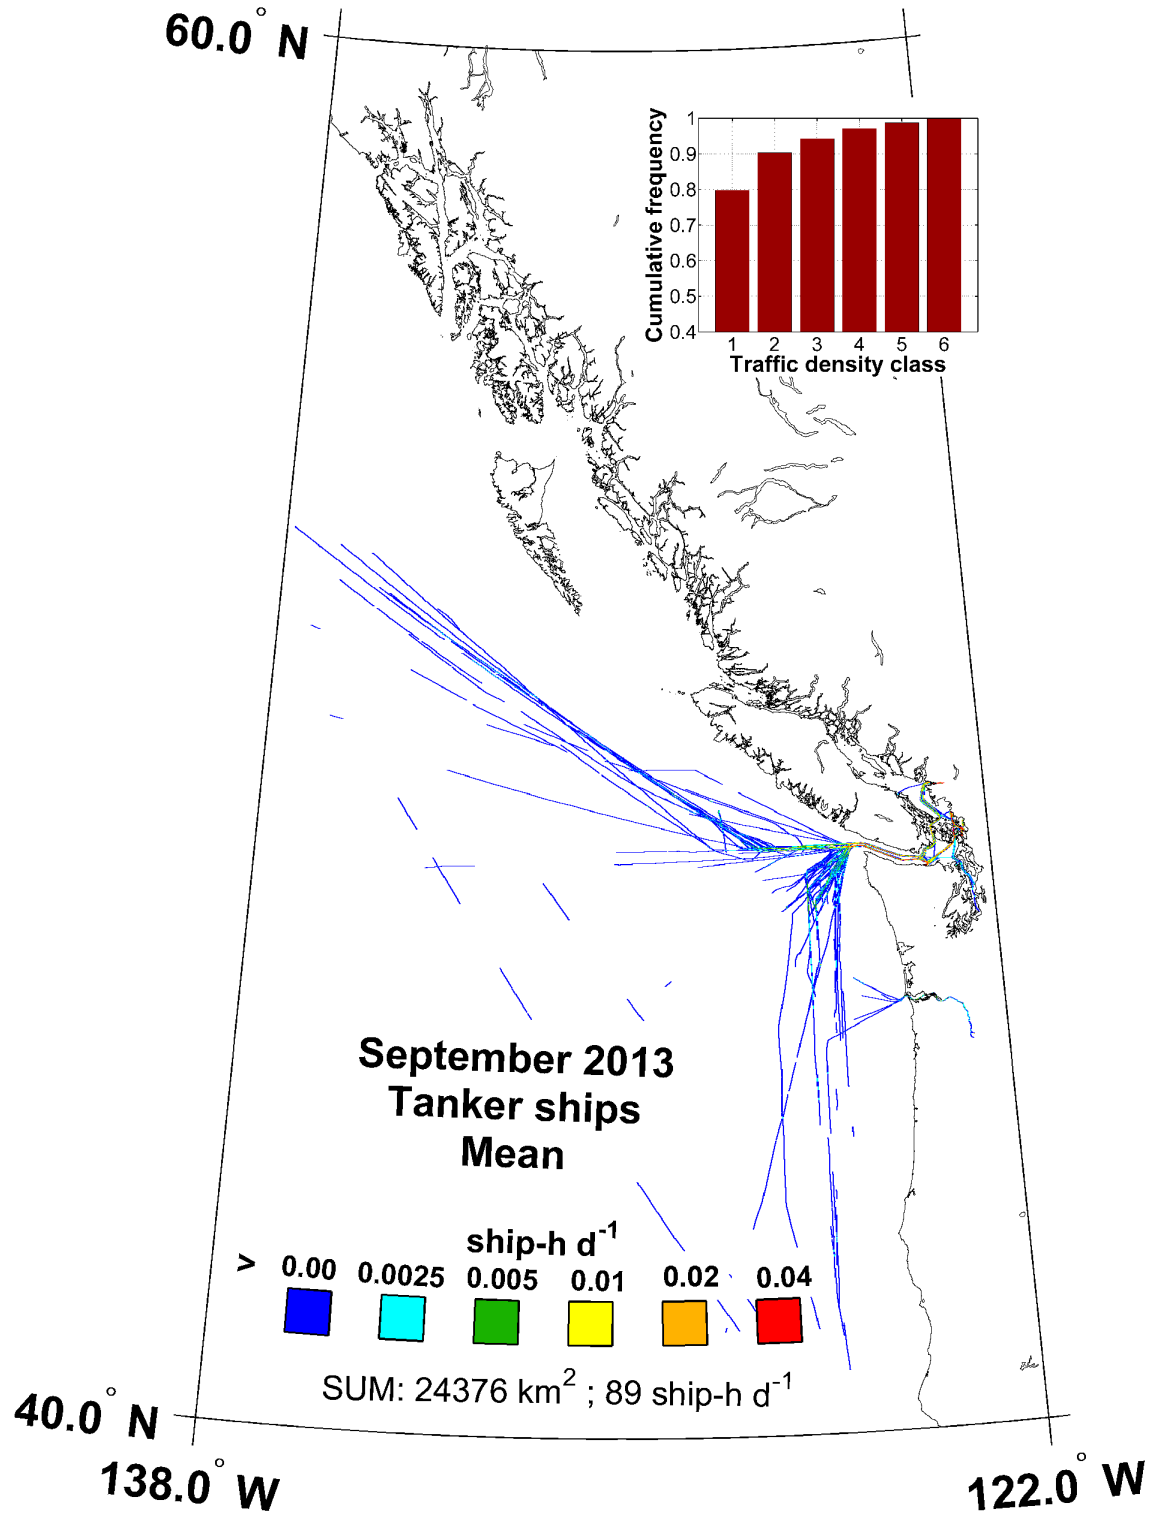 60.0° N
Cumulative frequency
1
0.9
0.8
0.7
0.6
0.5
0.4
1 2 3 4 5 6
Traffic density class
September 2013
Tanker ships
Mean
ship-h d⁻¹
> 0.00 0.0025 0.005 0.01 0.02 0.04
SUM: 24376 km² ; 89 ship-h d⁻¹
40.0° N
138.0° W
122.0° W